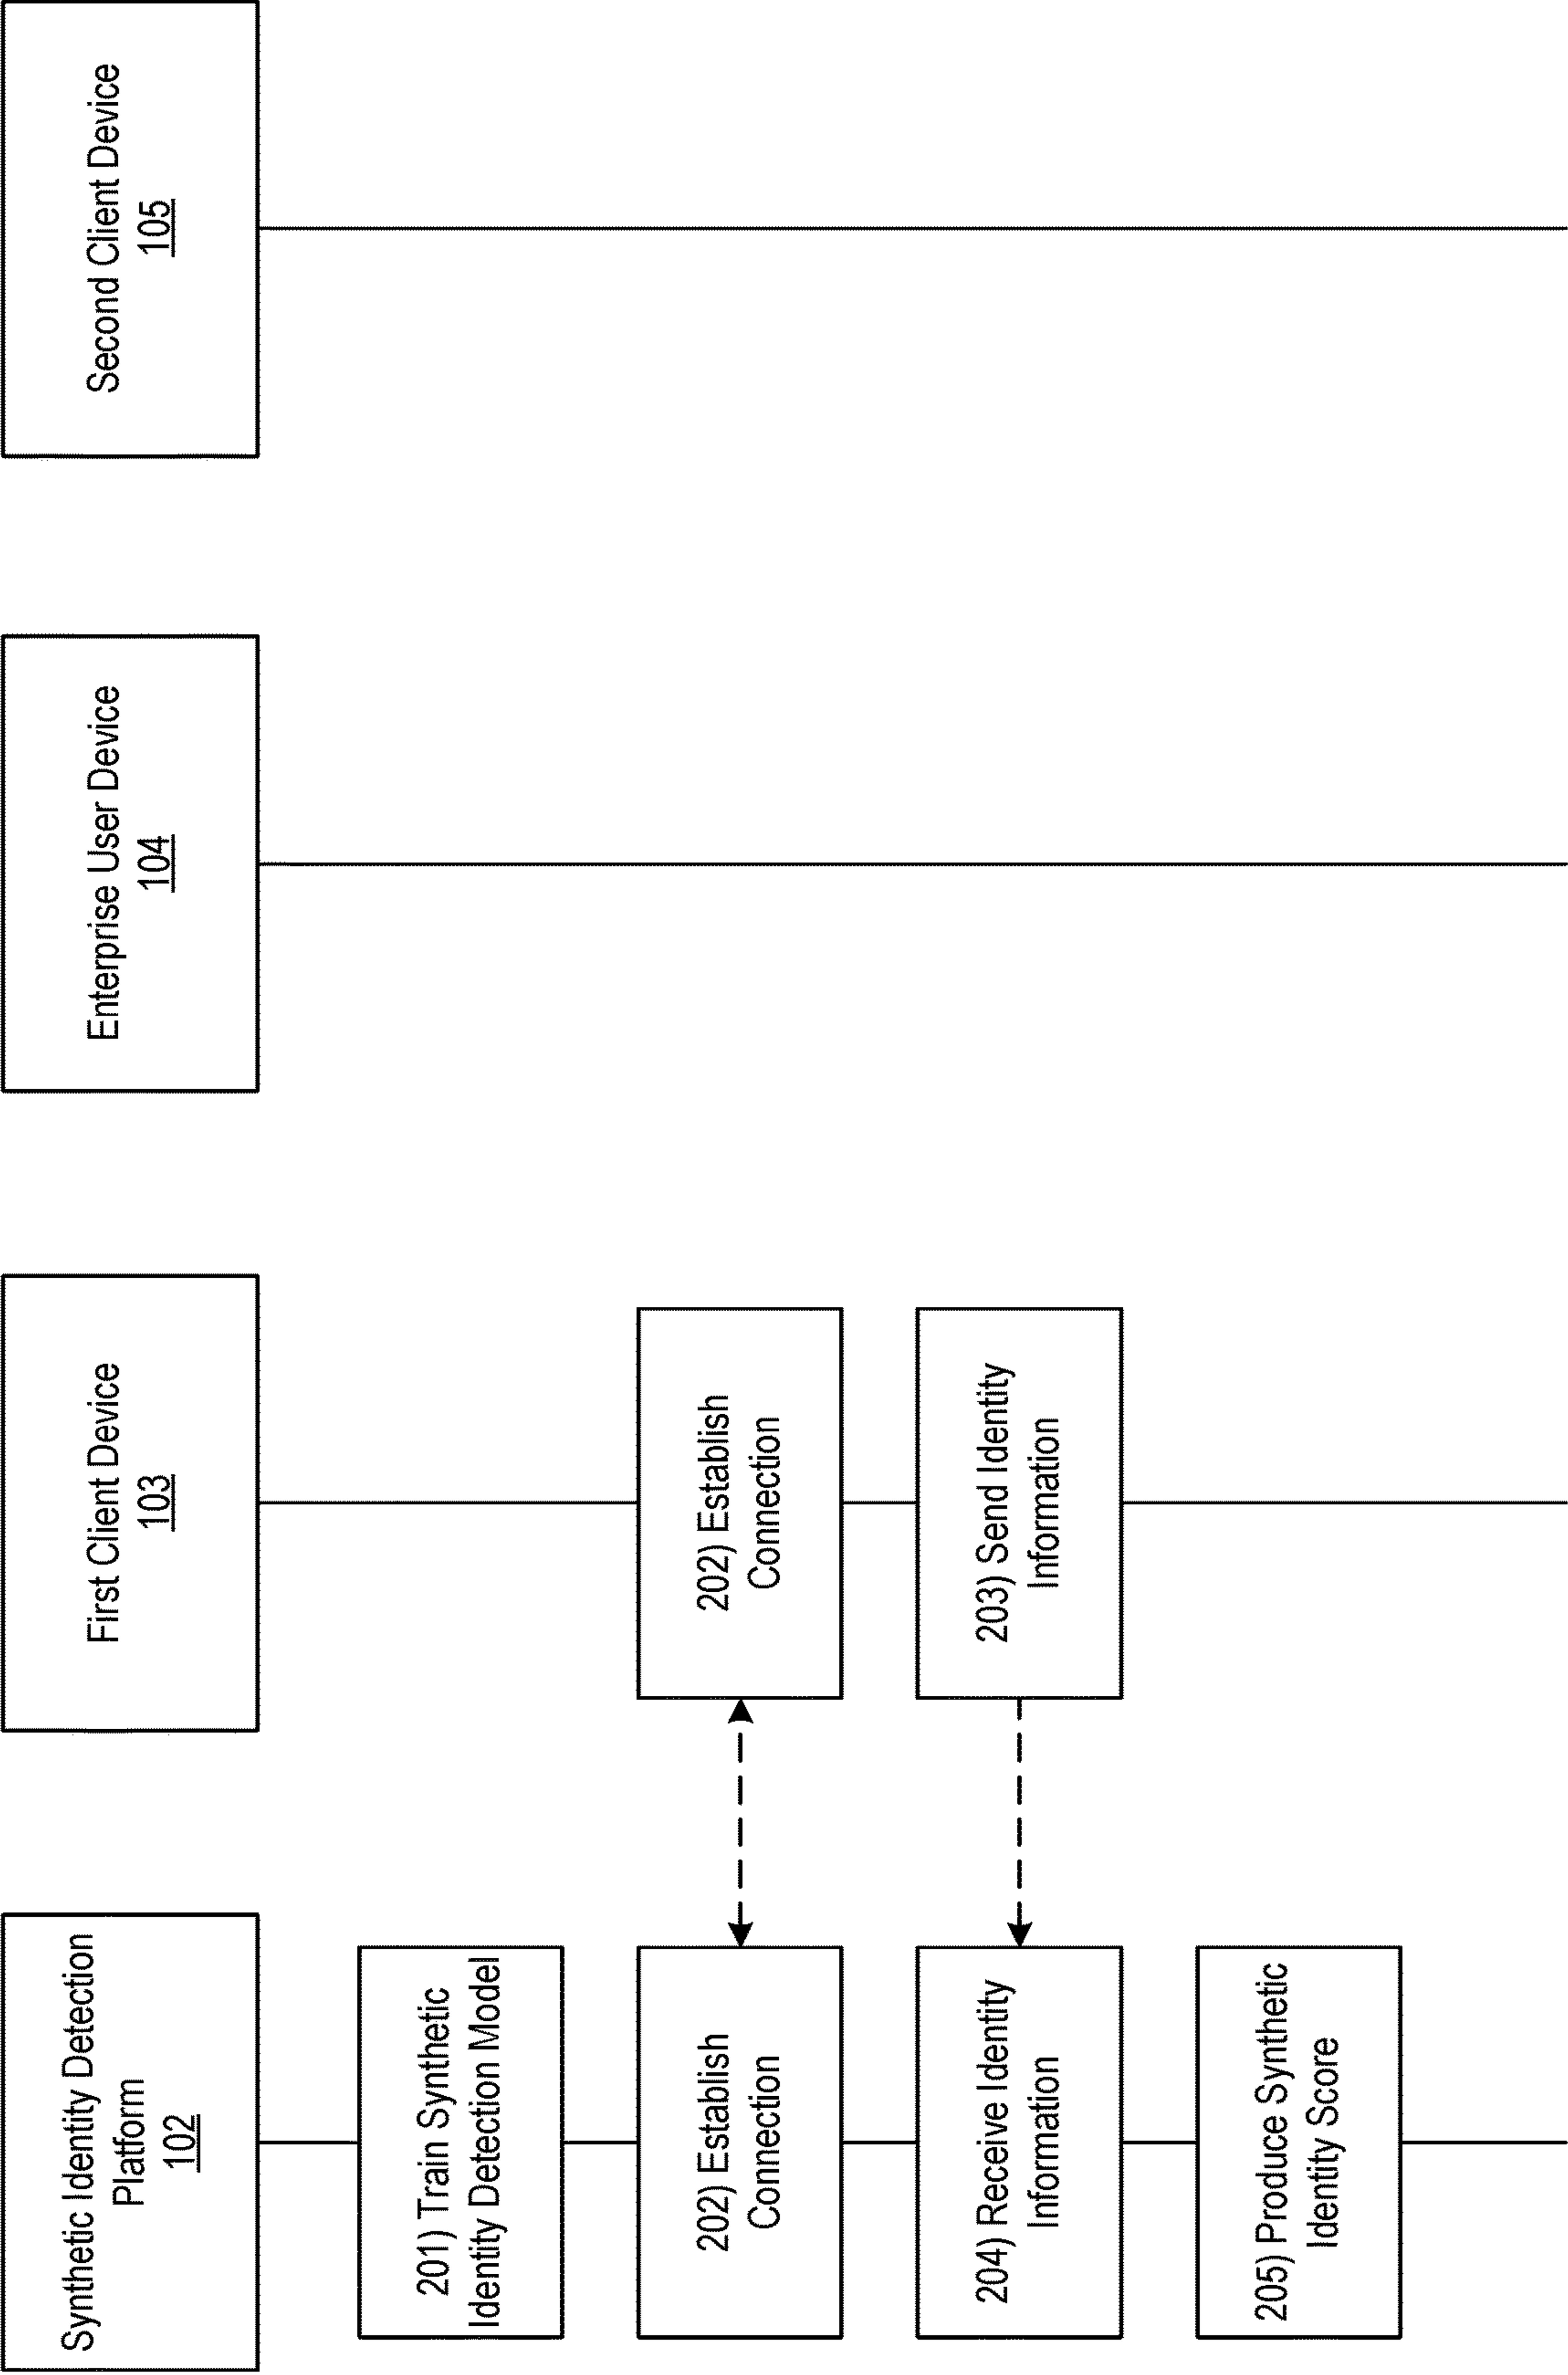 Synthetic Identity Detection
Platform
102
First Client Device
103
Enterprise User Device
104
Second Client Device
105
201) Train Synthetic
Identity Detection Model
202) Establish
Connection
202) Establish
Connection
204) Receive Identity
Information
203) Send Identity
Information
205) Produce Synthetic
Identity Score